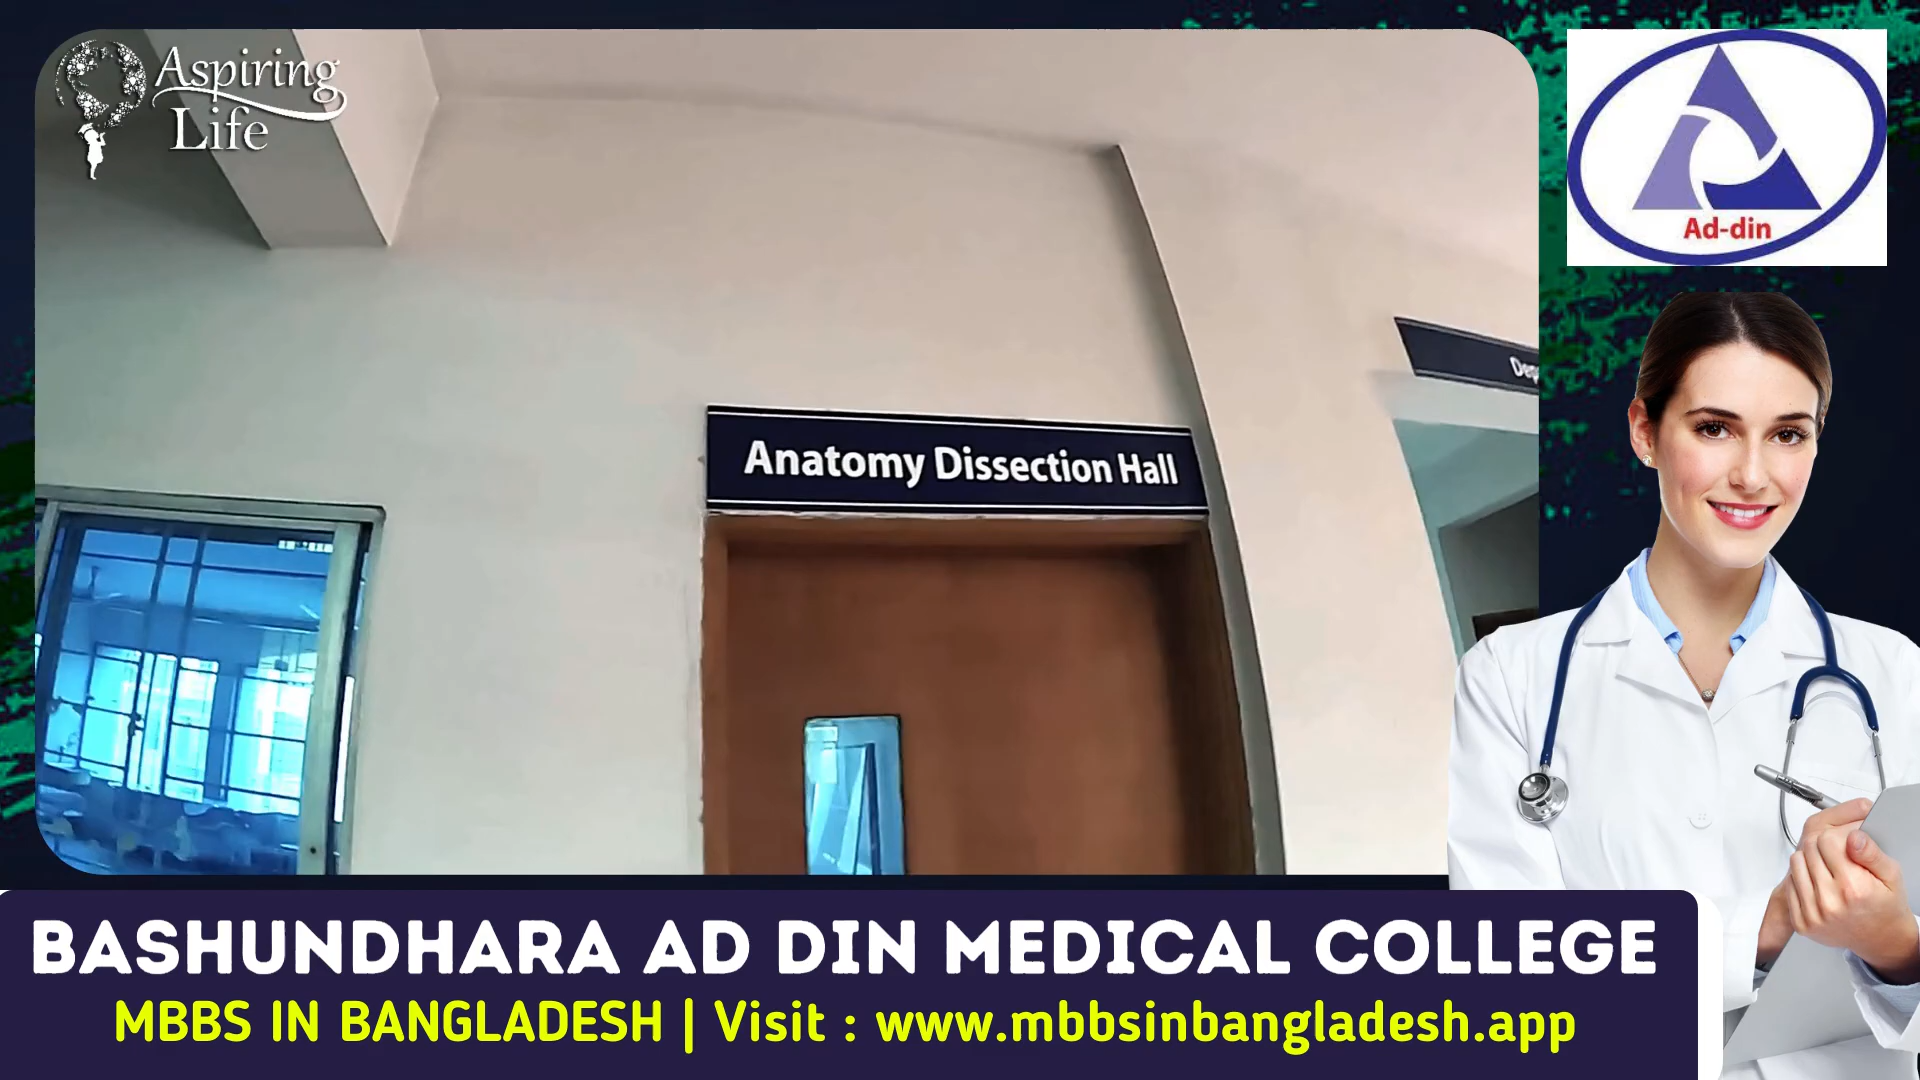 Aspiring
Life
Ad-din
Anatomy Dissection Hall
BASHUNDHARA AD DIN MEDICAL COLLEGE
MBBS IN BANGLADESH | Visit : www.mbbsinbangladesh.app